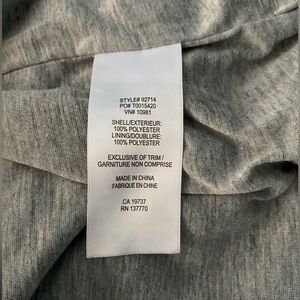 STYLE# 92714
PO# T0015420
VN# 10981
SHELL/EXTERIEUR:
100% POLYESTER
LINING/DOUBLURE:
100% POLYESTER
EXCLUSIVE OF TRIM /
GARNITURE NON COMPRISE
MADE IN CHINA
FABRIQUE EN CHINE
CA 19737
RN 137770